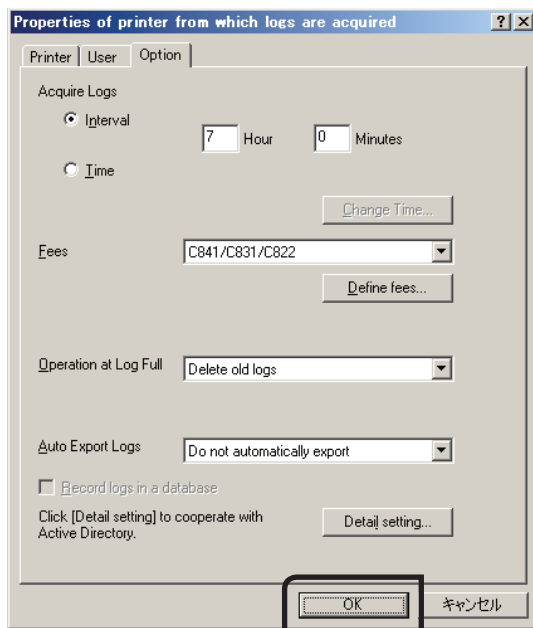 Properties of printer from which logs are acquired
Printer User Option
Acquire Logs
Interval
7 Hour 0 Minutes
Time
Change Time...
Fees C841/C831/C822
Define fees...
Operation at Log Full Delete old logs
Auto Export Logs Do not automatically export
Record logs in a database
Click [Detail setting] to cooperate with
Active Directory.
Detail setting...
OK キャンセル